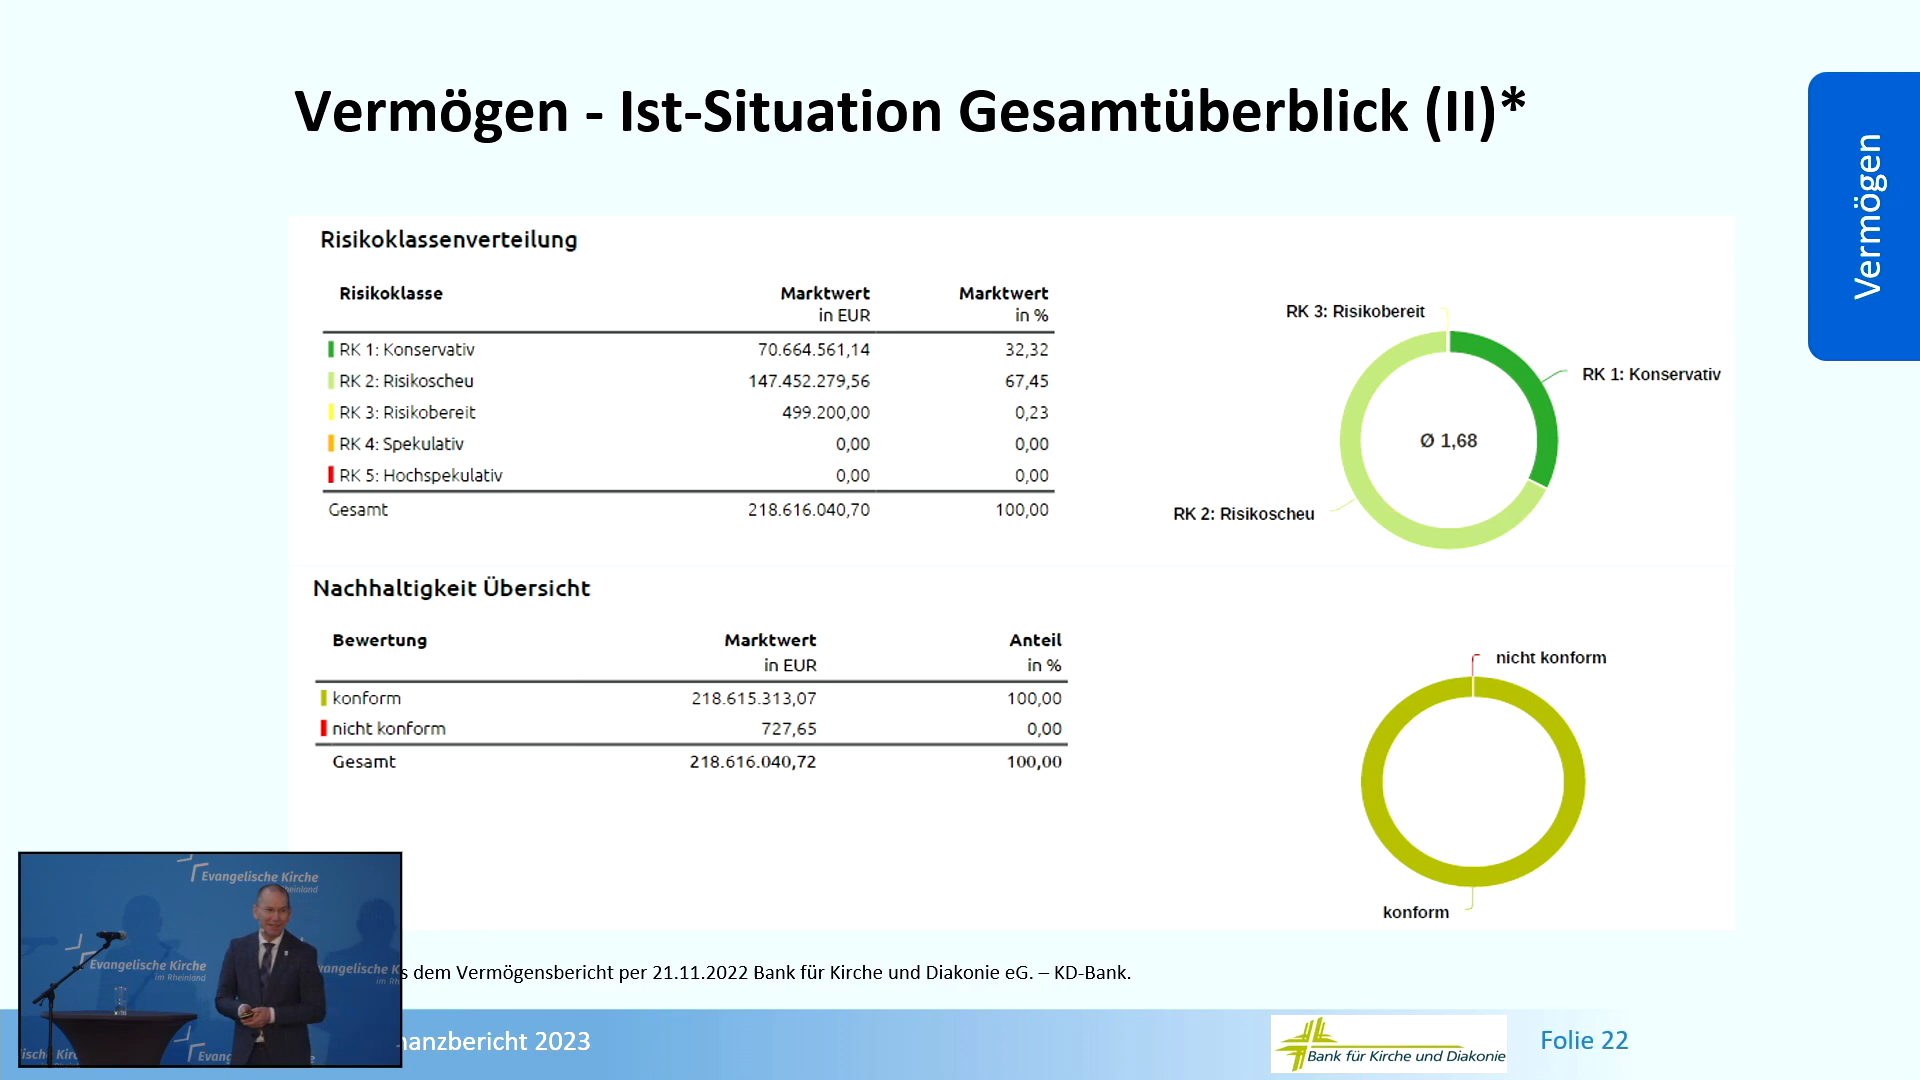 Vermögen - Ist-Situation Gesamtüberblick (II)*
Vermögen
Risikoklassenverteilung
Risikoklasse Marktwert Marktwert
in EUR in %
RK 1: Konservativ 70.664.561,14 32,32
RK 2: Risikoscheu 147.452.279,56 67,45
RK 3: Risikobereit 499.200,00 0,23
RK 4: Spekulativ 0,00 0,00
RK 5: Hochspekulativ 0,00 0,00
Gesamt 218.616.040,70 100,00
RK 3: Risikobereit
RK 1: Konservativ
Ø 1,68
RK 2: Risikoscheu
Nachhaltigkeit Übersicht
Bewertung Marktwert Anteil
in EUR in %
konform 218.615.313,07 100,00
nicht konform 727,65 0,00
Gesamt 218.616.040,72 100,00
nicht konform
konform
Evangelische Kirche
Rheinland
Evangelische Kirche
im Rheinland
dem Vermögensbericht per 21.11.2022 Bank für Kirche und Diakonie eG. – KD-Bank.
nanzbericht 2023
Bank für Kirche und Diakonie
Folie 22